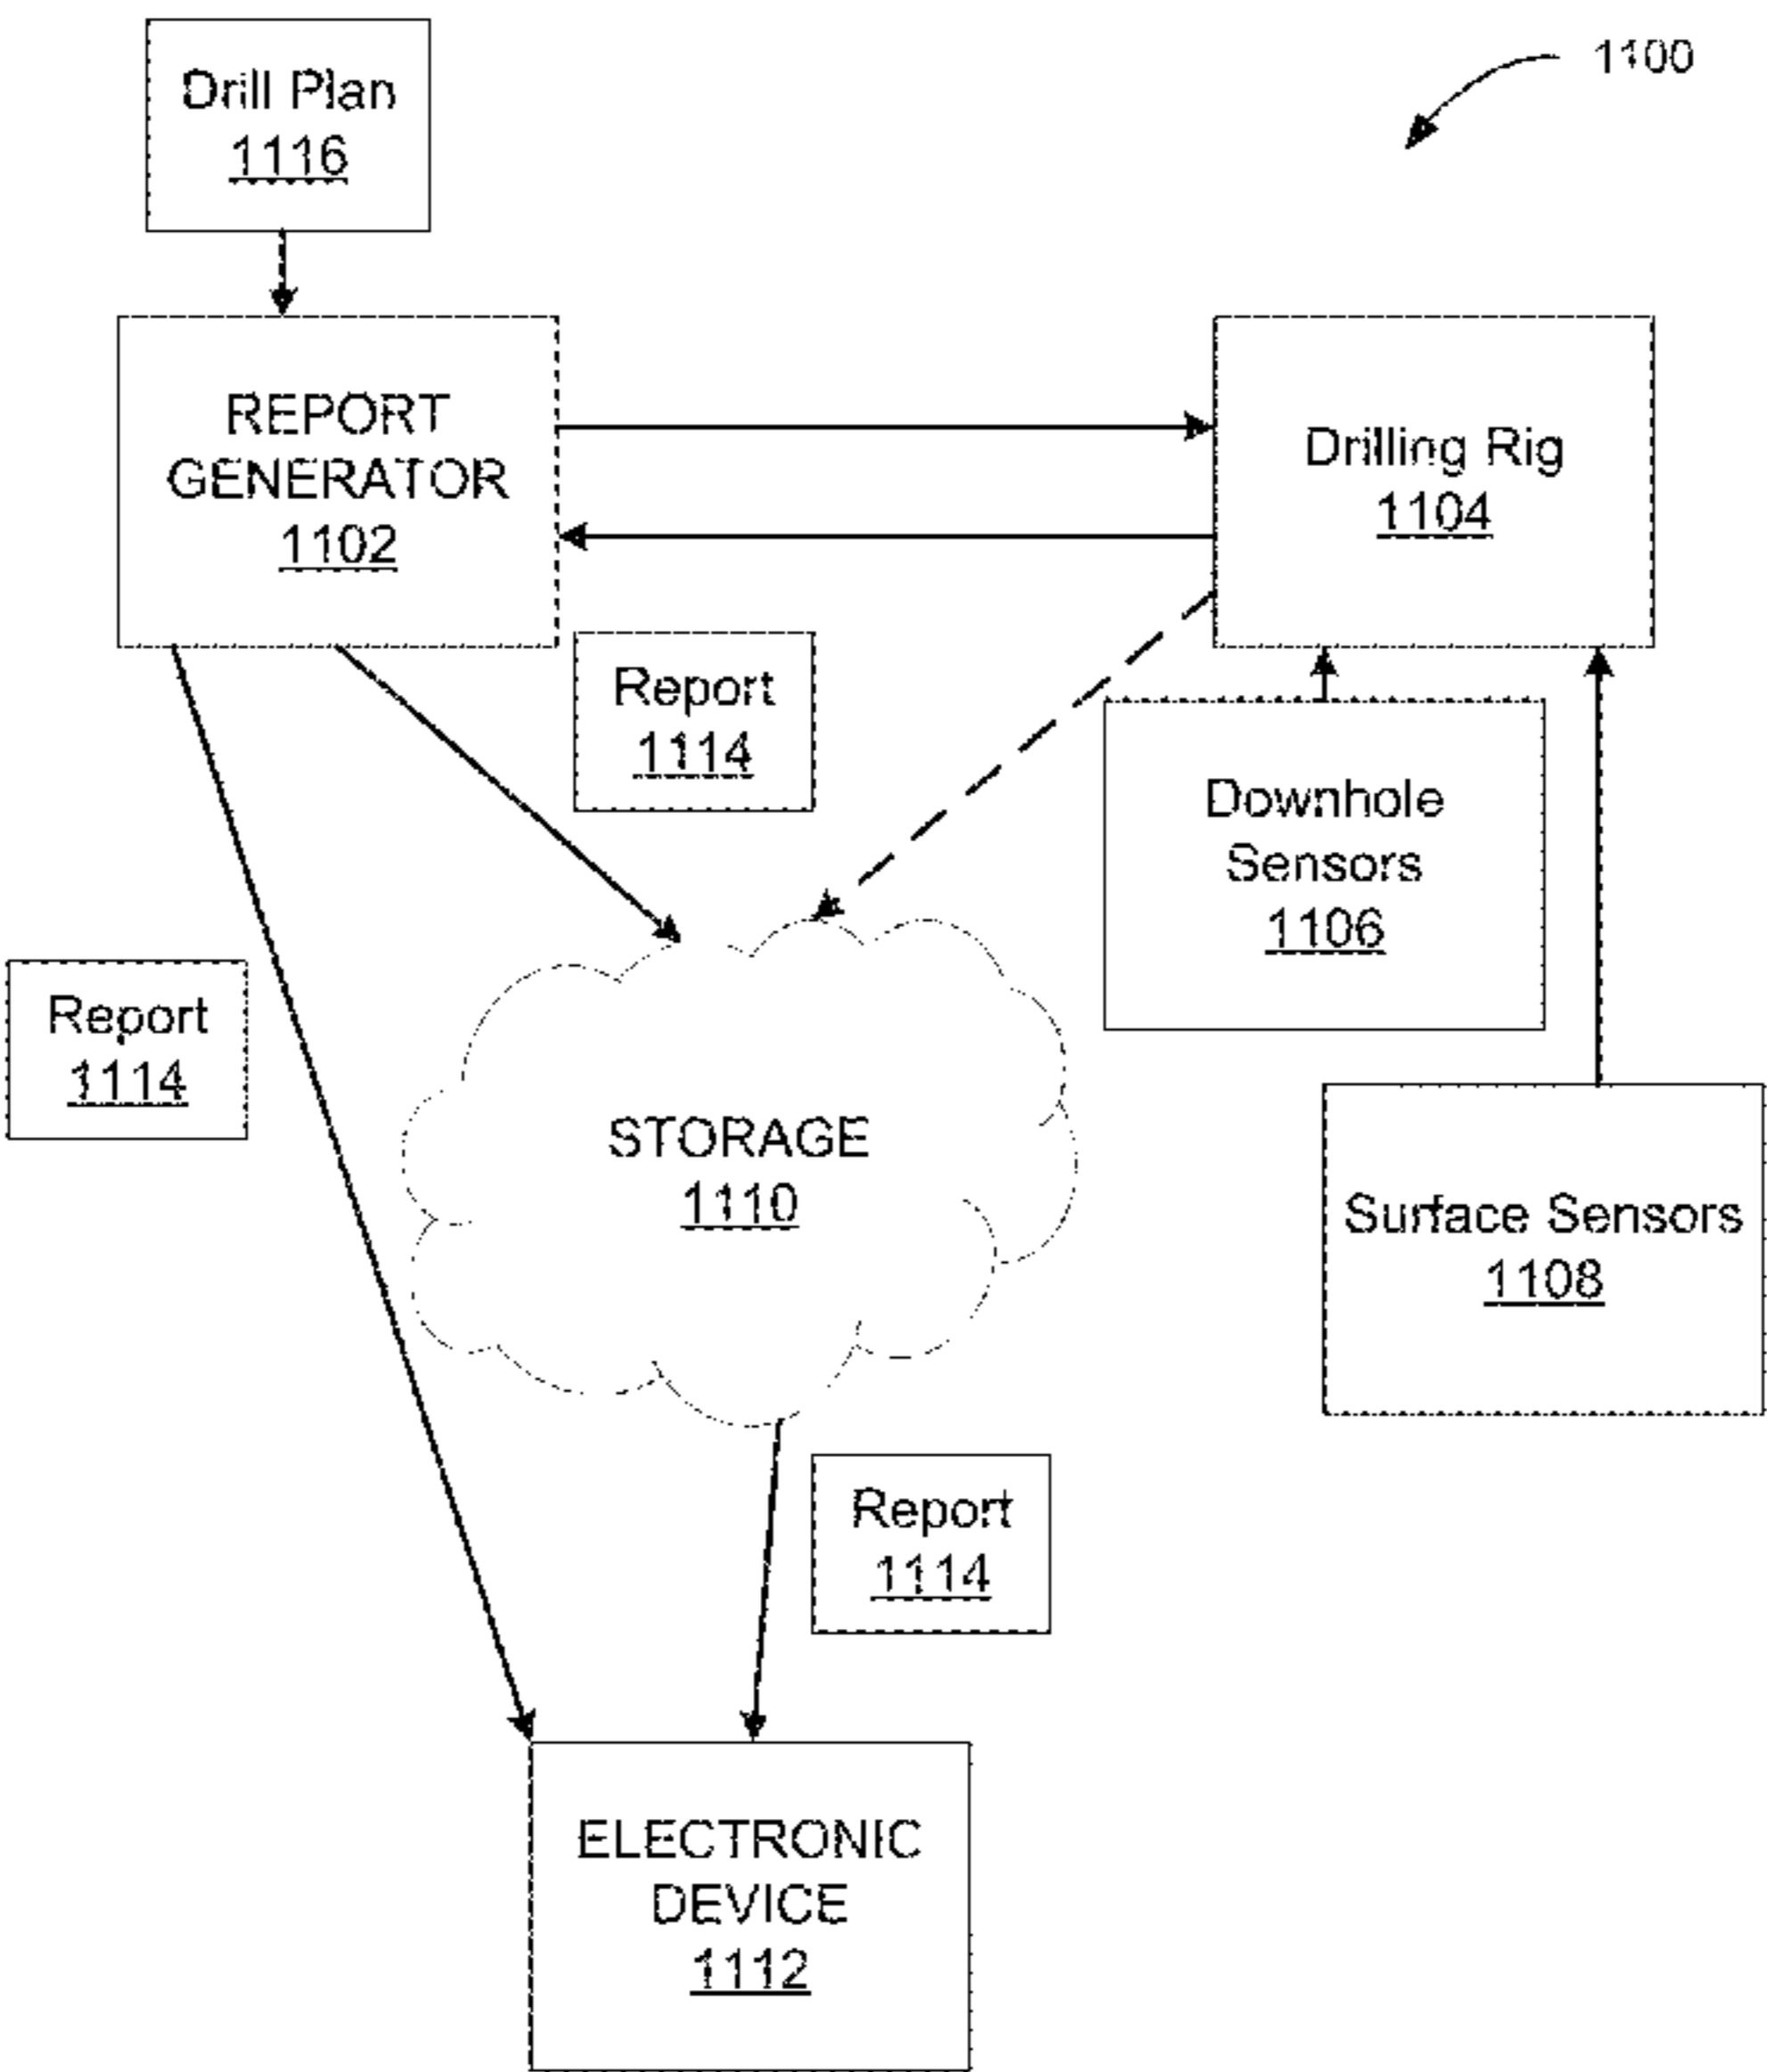 1100
Drill Plan
1116
REPORT
GENERATOR
1102
Drilling Rig
1104
Report
1114
Downhole
Sensors
1106
Report
1114
STORAGE
1110
Surface Sensors
1108
Report
1114
ELECTRONIC
DEVICE
1112